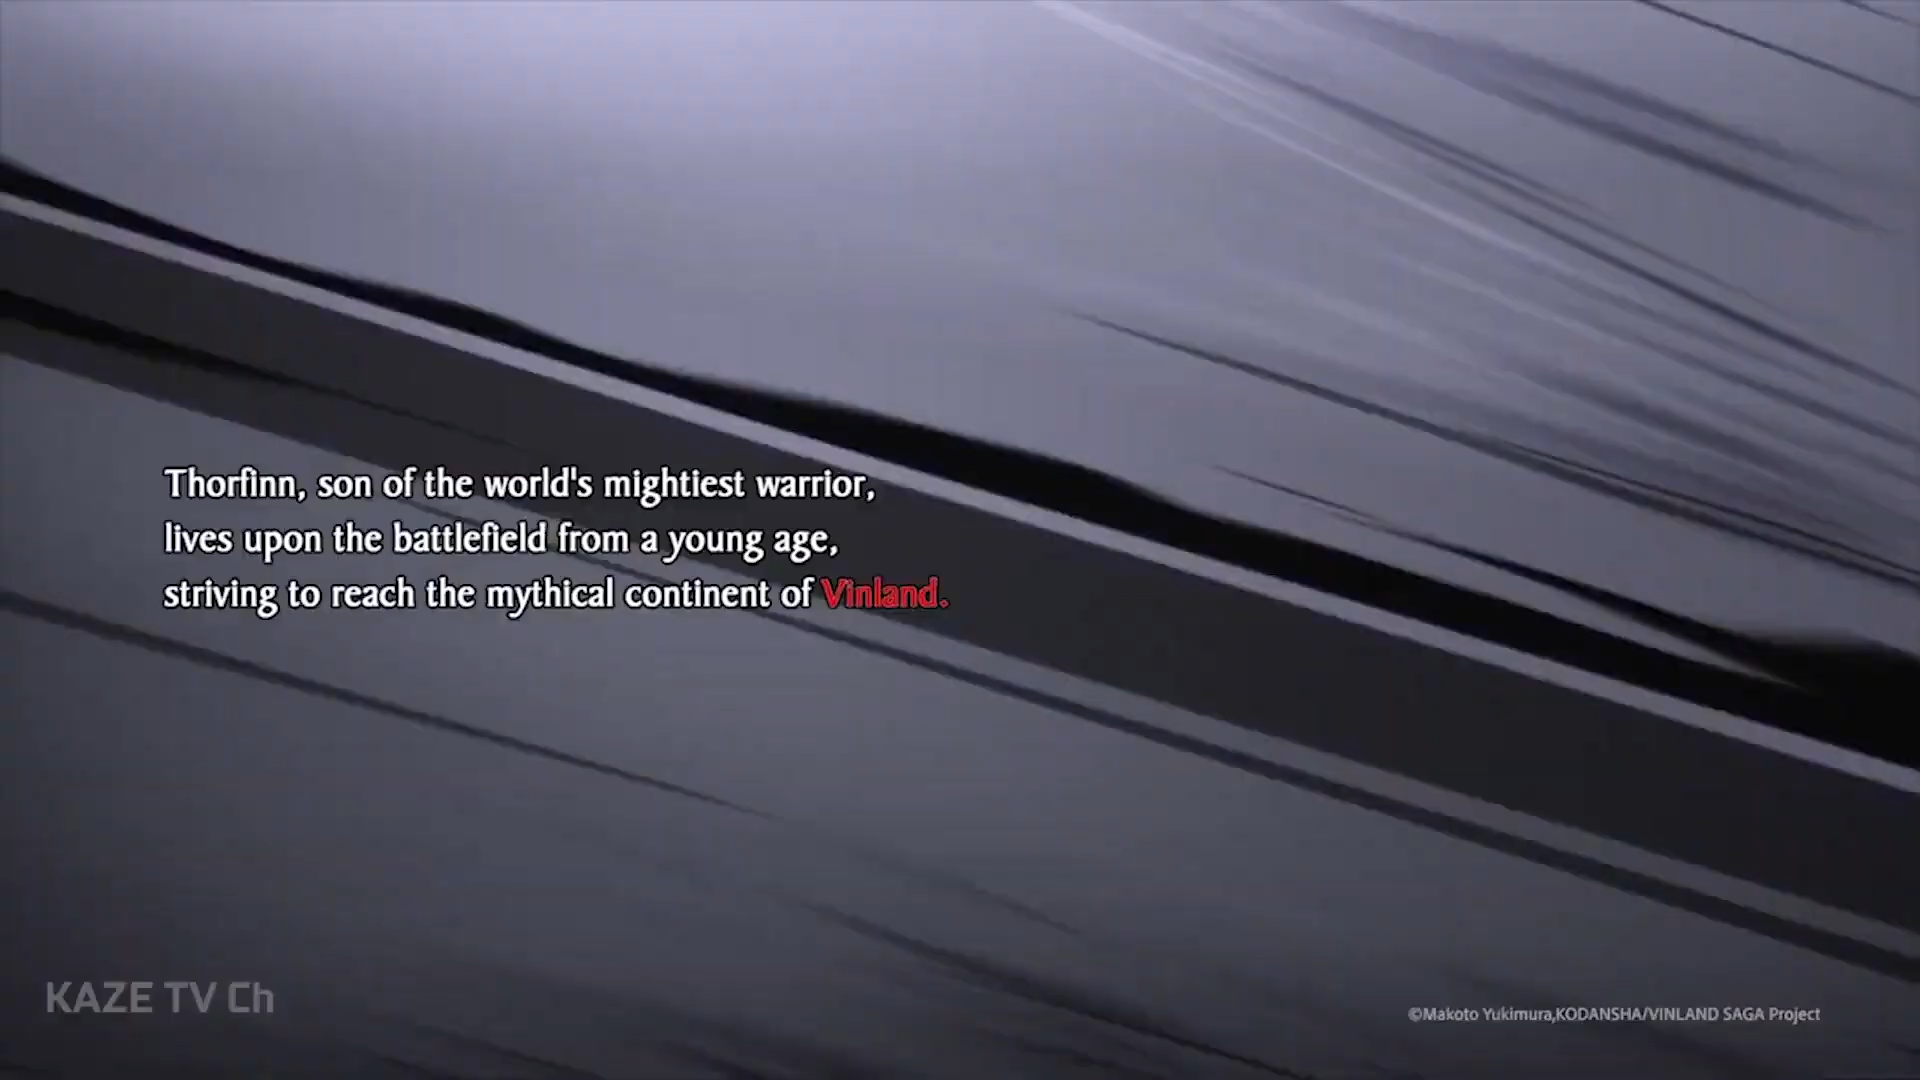 Thorfinn, son of the world's mightiest warrior,
lives upon the battlefield from a young age,
striving to reach the mythical continent of Vinland.
KAZE TV Ch
©Makoto Yukimura,KODANSHA/VINLAND SAGA Project